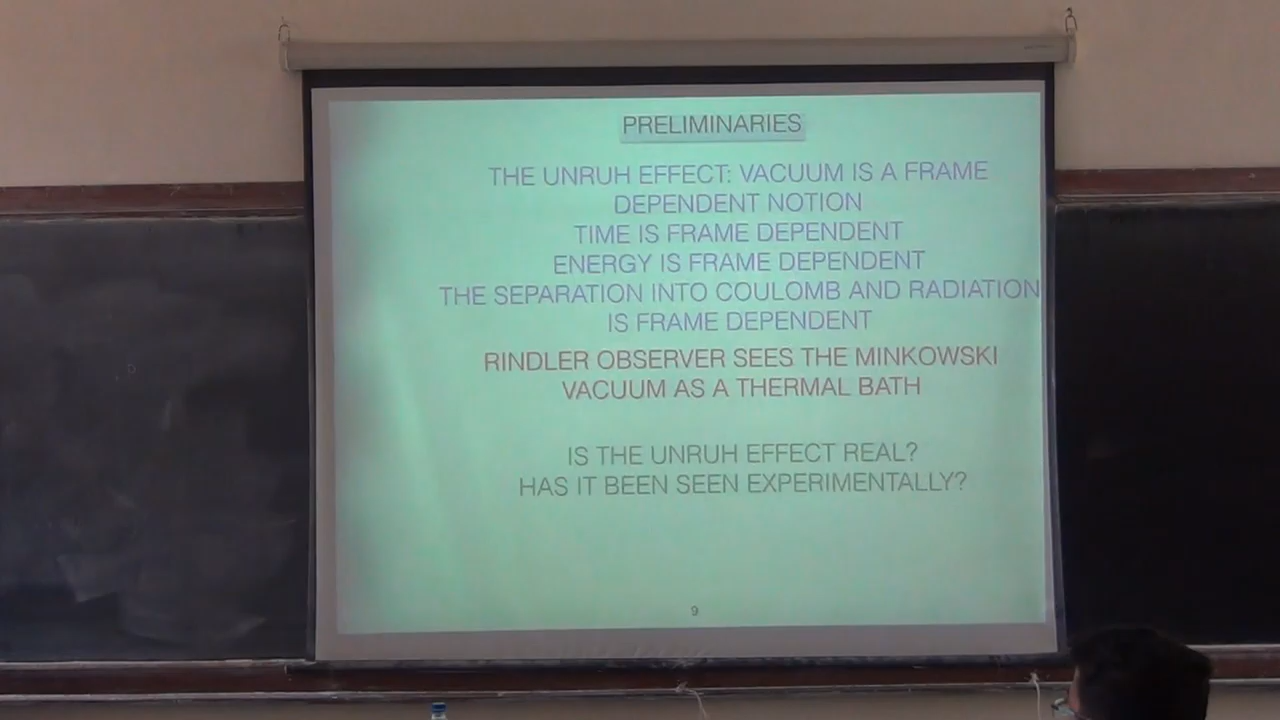 PRELIMINARIES
THE UNRUH EFFECT: VACUUM IS A FRAME
DEPENDENT NOTION
TIME IS FRAME DEPENDENT
ENERGY IS FRAME DEPENDENT
THE SEPARATION INTO COULOMB AND RADIATION
IS FRAME DEPENDENT
RINDLER OBSERVER SEES THE MINKOWSKI
VACUUM AS A THERMAL BATH
IS THE UNRUH EFFECT REAL?
HAS IT BEEN SEEN EXPERIMENTALLY?
9